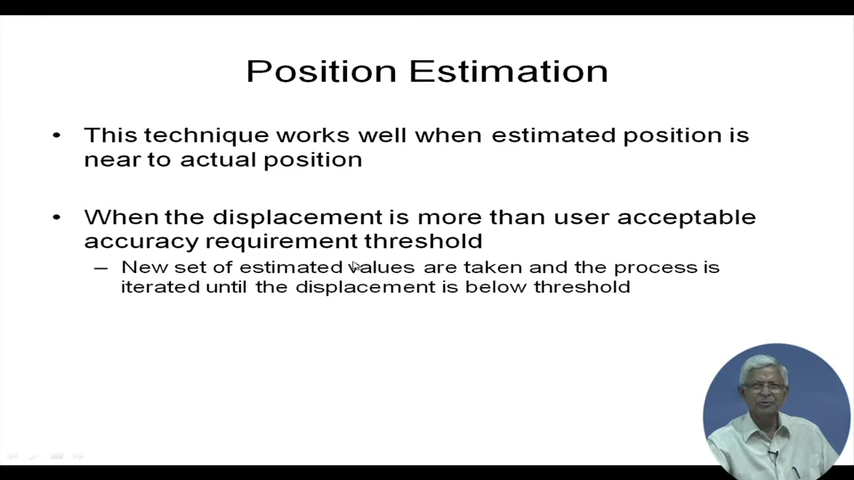 Position Estimation
• This technique works well when estimated position is
near to actual position
• When the displacement is more than user acceptable
accuracy requirement threshold
– New set of estimated values are taken and the process is
iterated until the displacement is below threshold